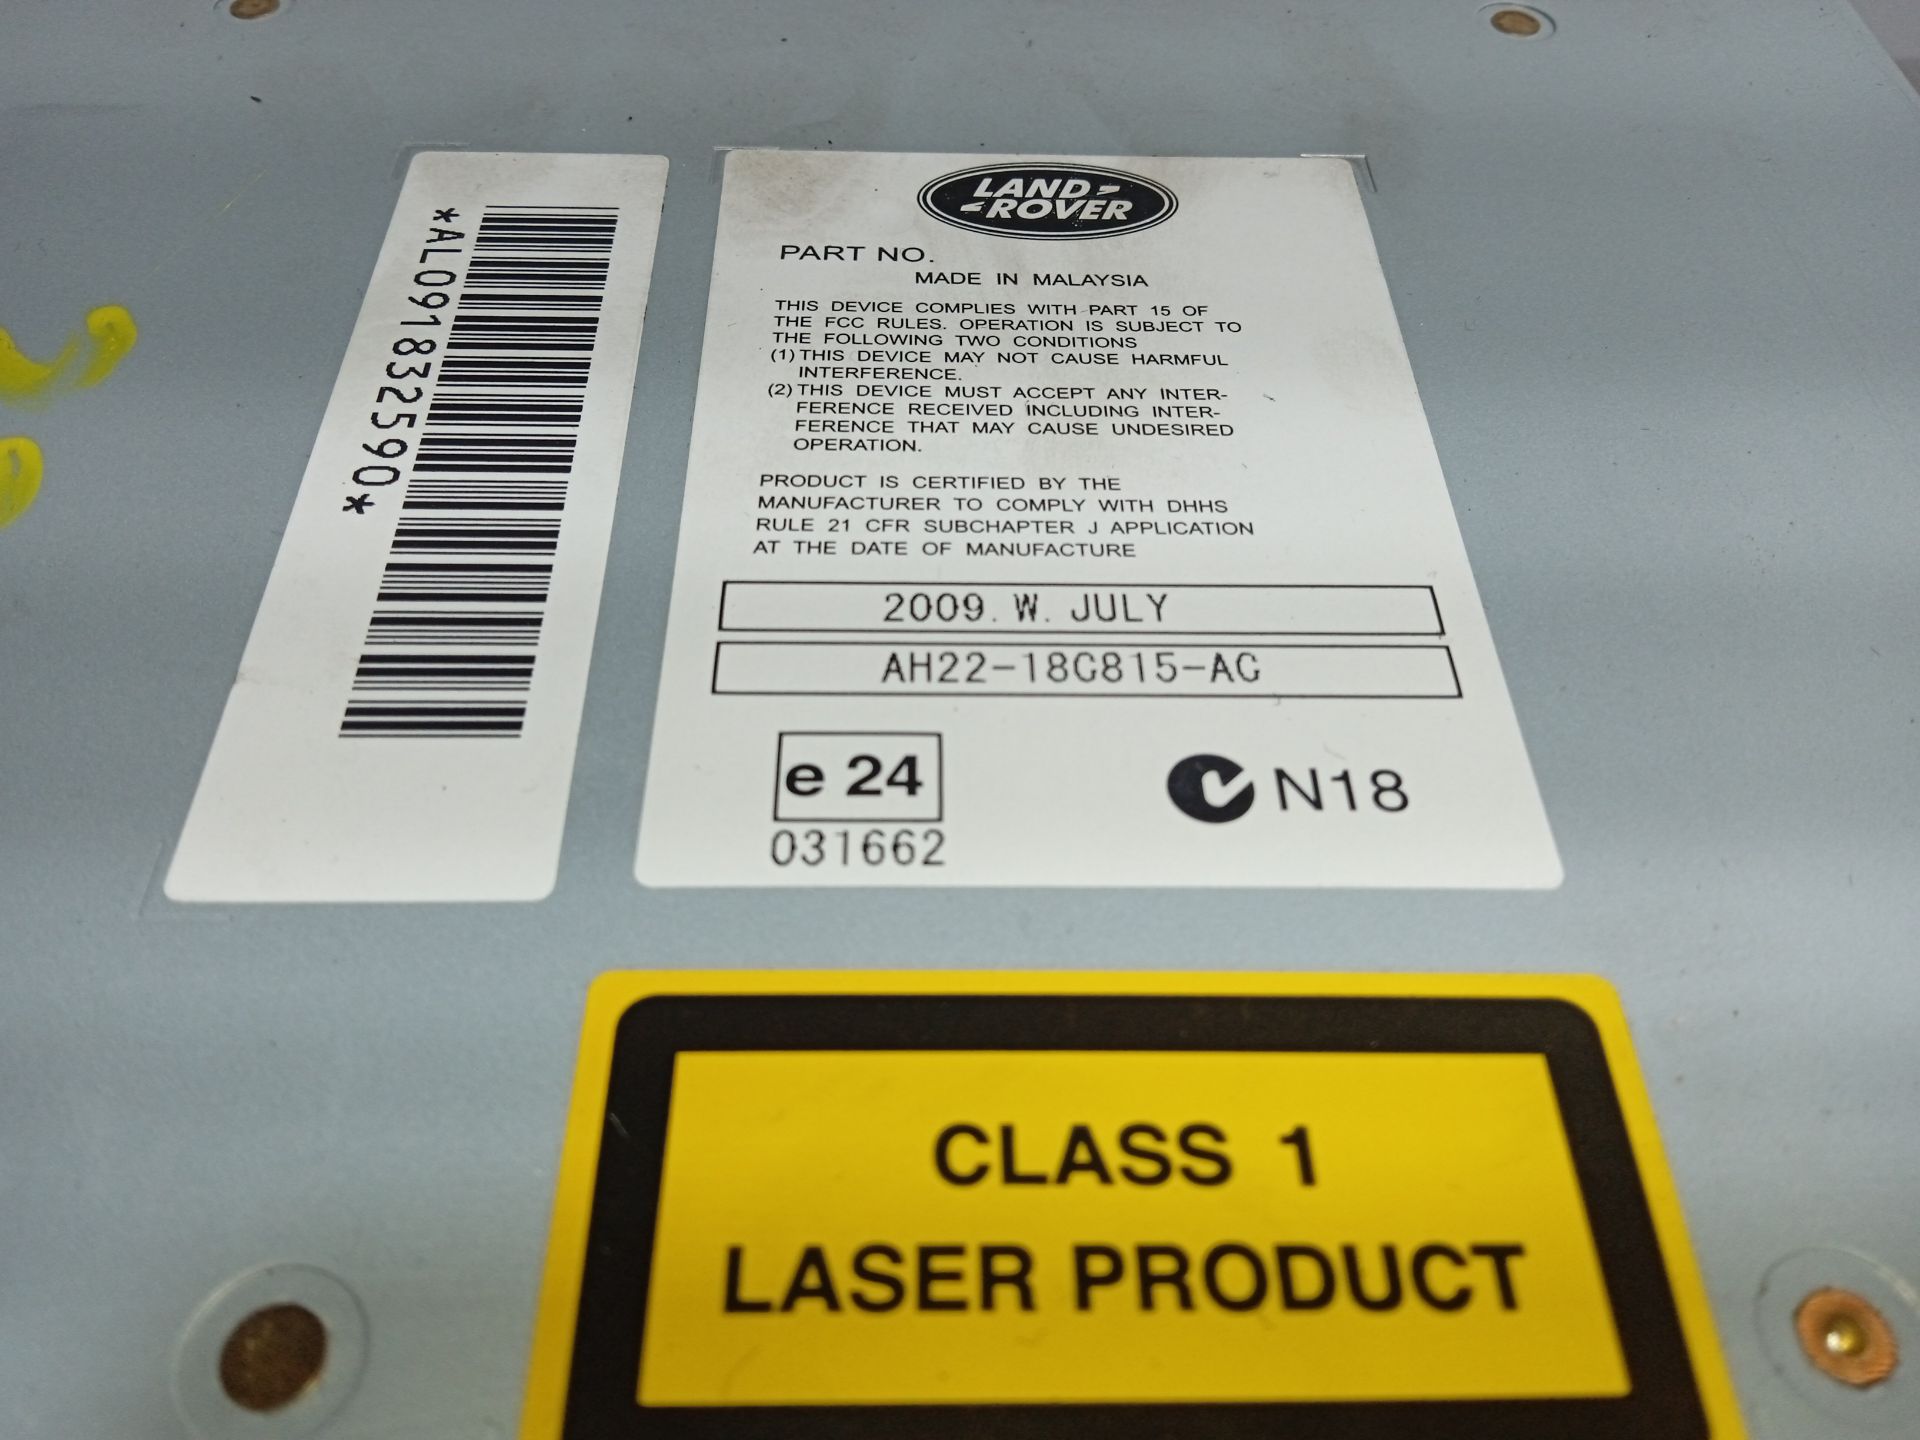 *AL091832590*
LAND-
-ROVER
PART NO.
MADE IN MALAYSIA
THIS DEVICE COMPLIES WITH PART 15 OF
THE FCC RULES. OPERATION IS SUBJECT TO
THE FOLLOWING TWO CONDITIONS
(1) THIS DEVICE MAY NOT CAUSE HARMFUL
INTERFERENCE.
(2) THIS DEVICE MUST ACCEPT ANY INTER-
FERENCE RECEIVED INCLUDING INTER-
FERENCE THAT MAY CAUSE UNDESIRED
OPERATION.
PRODUCT IS CERTIFIED BY THE
MANUFACTURER TO COMPLY WITH DHHS
RULE 21 CFR SUBCHAPTER J APPLICATION
AT THE DATE OF MANUFACTURE
2009. W. JULY
AH22-18C815-AG
e 24
031662
N18
CLASS 1
LASER PRODUCT